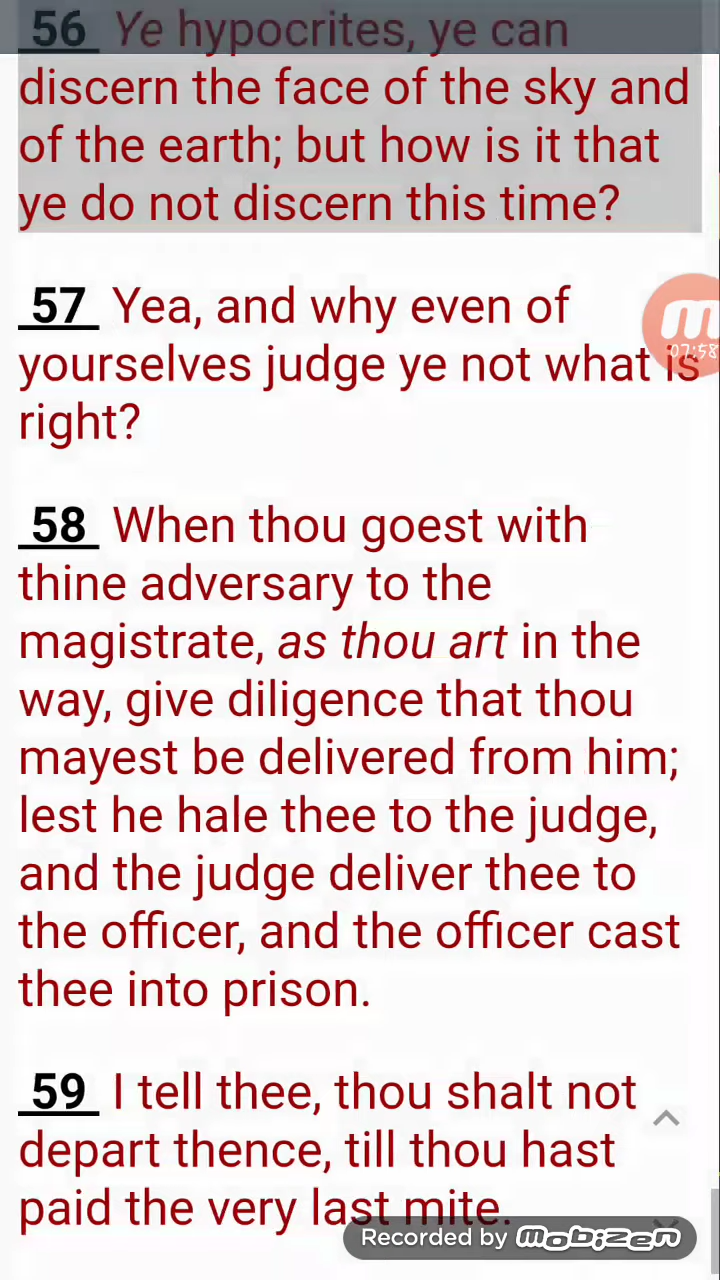 56 Ye hypocrites, ye can
discern the face of the sky and
of the earth; but how is it that
ye do not discern this time?
57 Yea, and why even of
yourselves judge ye not what is
right?
m
07:58
58 When thou goest with
thine adversary to the
magistrate, as thou art in the
way, give diligence that thou
mayest be delivered from him;
lest he hale thee to the judge,
and the judge deliver thee to
the officer, and the officer cast
thee into prison.
59 I tell thee, thou shalt not
depart thence, till thou hast
paid the very last mite.
Recorded by mobizen